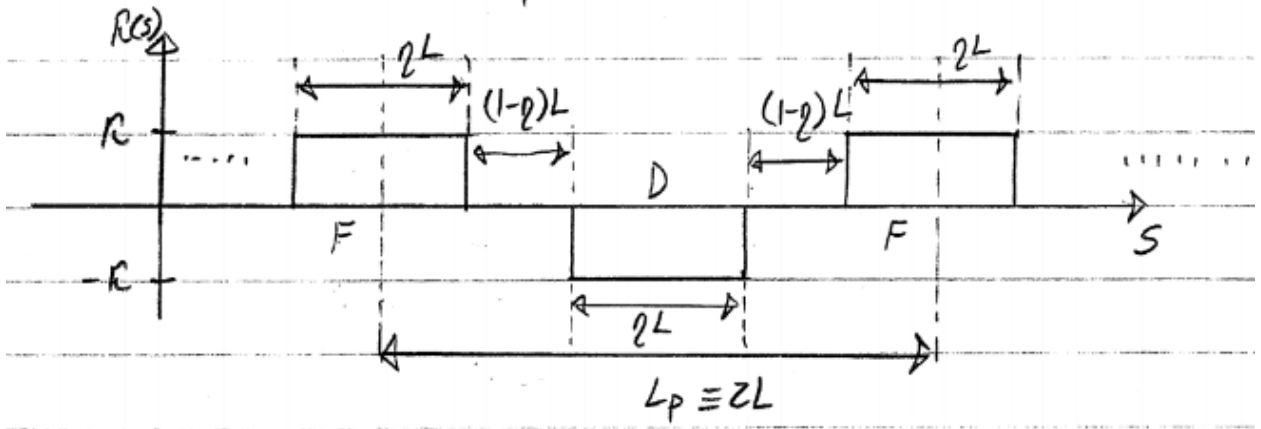 κ(s)
ηL
ηL
(1-η)L
(1-η)L
κ
.....
D
.......
F
F
S
-κ
ηL
Lp ≡ 2L